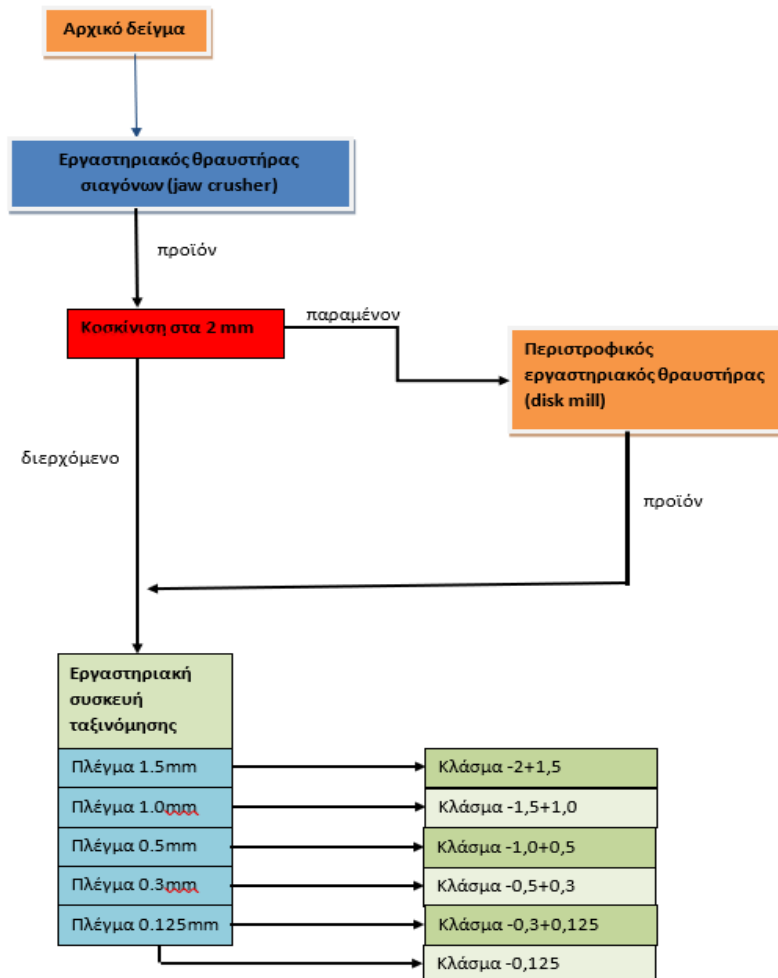 Αρχικό δείγμα
Εργαστηριακός θραυστήρας
σιαγόνων (jaw crusher)
προϊόν
Κοσκίνιση στα 2 mm
παραμένον
Περιστροφικός
εργαστηριακός θραυστήρας
(disk mill)
διερχόμενο
προϊόν
Εργαστηριακή
συσκευή
ταξινόμησης
Πλέγμα 1.5mm
Κλάσμα -2+1,5
Πλέγμα 1.0mm
Κλάσμα -1,5+1,0
Πλέγμα 0.5mm
Κλάσμα -1,0+0,5
Πλέγμα 0.3mm
Κλάσμα -0,5+0,3
Πλέγμα 0.125mm
Κλάσμα -0,3+0,125
Κλάσμα -0,125